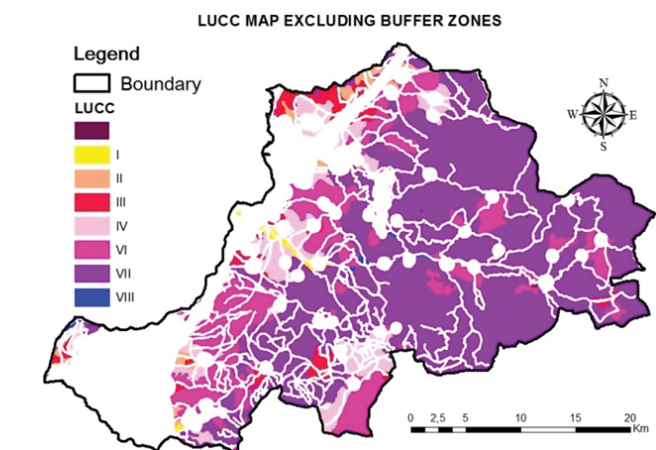 LUCC MAP EXCLUDING BUFFER ZONES
Legend
Boundary
LUCC
I
II
III
IV
VI
VII
VIII
N
W E
S
0 2,5 5 10 15 20
Km